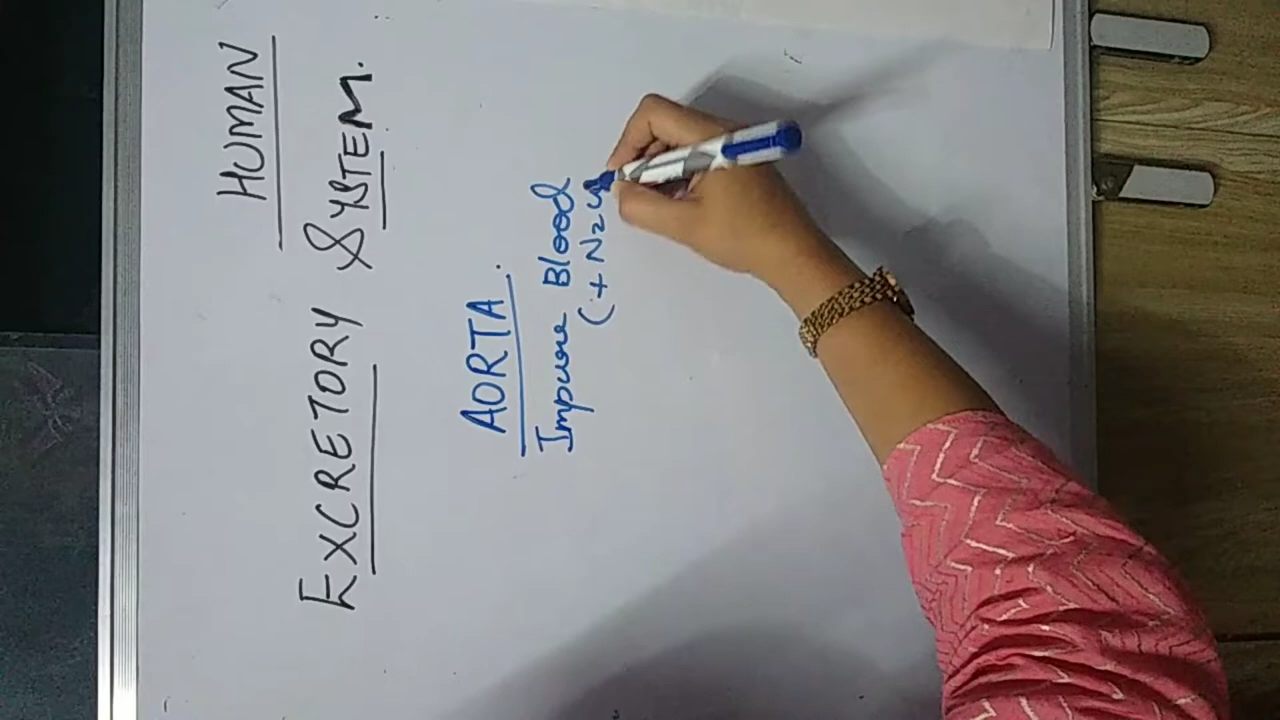 HUMAN
EXCRETORY SYSTEM.
AORTA.
Impure Blood
(+ N2